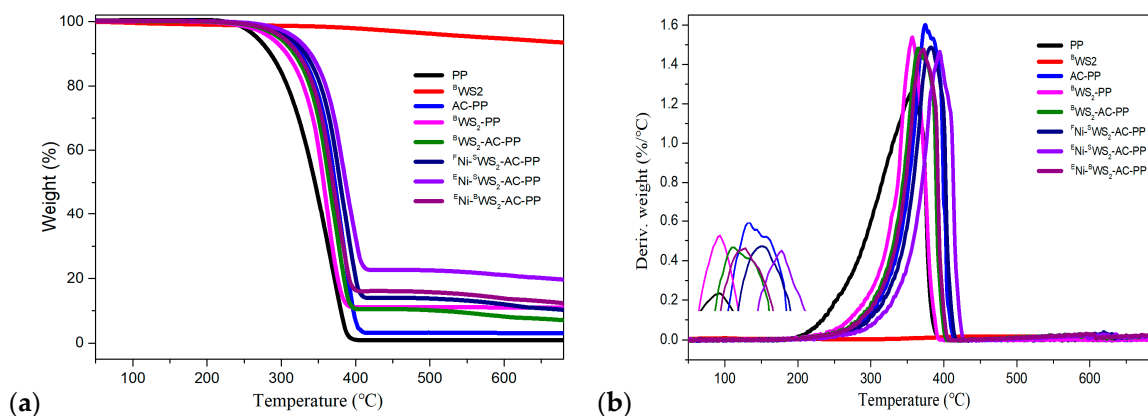 100
80
60
40
20
0
Weight (%)
PP
ᴮWS2
AC-PP
ᴮWS₂-PP
ᴮWS₂-AC-PP
ꟳNi-ˢWS₂-AC-PP
ᴱNi-ˢWS₂-AC-PP
ᴱNi-ᴮWS₂-AC-PP
100 200 300 400 500 600
Temperature (°C)
(a)
1.6
1.4
1.2
1.0
0.8
0.6
0.4
0.2
0.0
Deriv. weight (%/°C)
PP
ᴮWS2
AC-PP
ᴮWS₂-PP
ᴮWS₂-AC-PP
ꟳNi-ˢWS₂-AC-PP
ᴱNi-ˢWS₂-AC-PP
ᴱNi-ᴮWS₂-AC-PP
100 200 300 400 500 600
Temperature (°C)
(b)